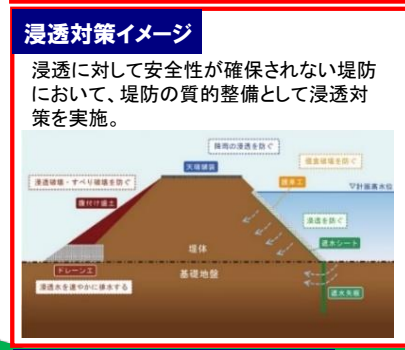 浸透対策イメージ
浸透に対して安全性が確保されない堤防
において、堤防の質的整備として浸透対
策を実施。
降雨の浸透を防ぐ
天端舗装
侵食破壊を防ぐ
護岸工
浸透破壊・すべり破壊を防ぐ
▽計画高水位
腹付け盛土
浸透を防ぐ
堤体
遮水シート
ドレーン工
基礎地盤
浸透水を速やかに排水する
遮水矢板